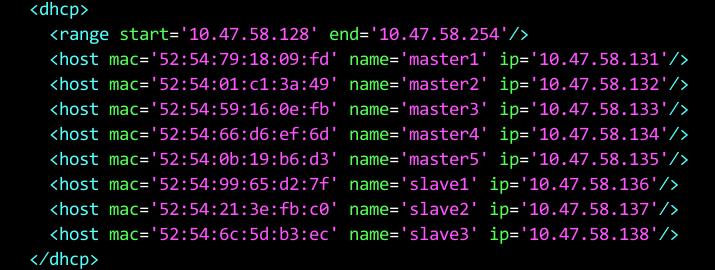 <dhcp>
<range start='10.47.58.128' end='10.47.58.254'/>
<host mac='52:54:79:18:09:fd' name='master1' ip='10.47.58.131'/>
<host mac='52:54:01:c1:3a:49' name='master2' ip='10.47.58.132'/>
<host mac='52:54:59:16:0e:fb' name='master3' ip='10.47.58.133'/>
<host mac='52:54:66:d6:ef:6d' name='master4' ip='10.47.58.134'/>
<host mac='52:54:0b:19:b6:d3' name='master5' ip='10.47.58.135'/>
<host mac='52:54:99:65:d2:7f' name='slave1' ip='10.47.58.136'/>
<host mac='52:54:21:3e:fb:c0' name='slave2' ip='10.47.58.137'/>
<host mac='52:54:6c:5d:b3:ec' name='slave3' ip='10.47.58.138'/>
</dhcp>